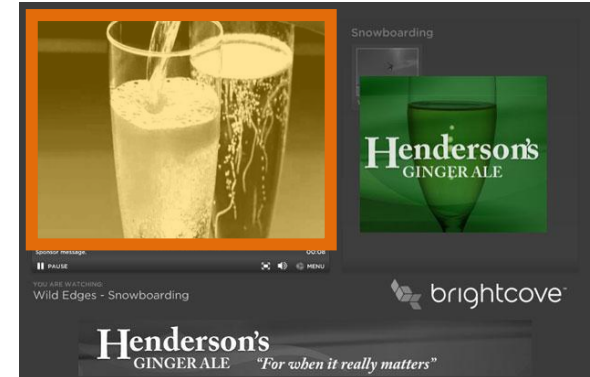 Snowboarding
Henderson's
GINGER ALE
Sponsor message.
00:08
PAUSE
MENU
YOU ARE WATCHING:
Wild Edges - Snowboarding
brightcove
Henderson's
GINGER ALE "For when it really matters"